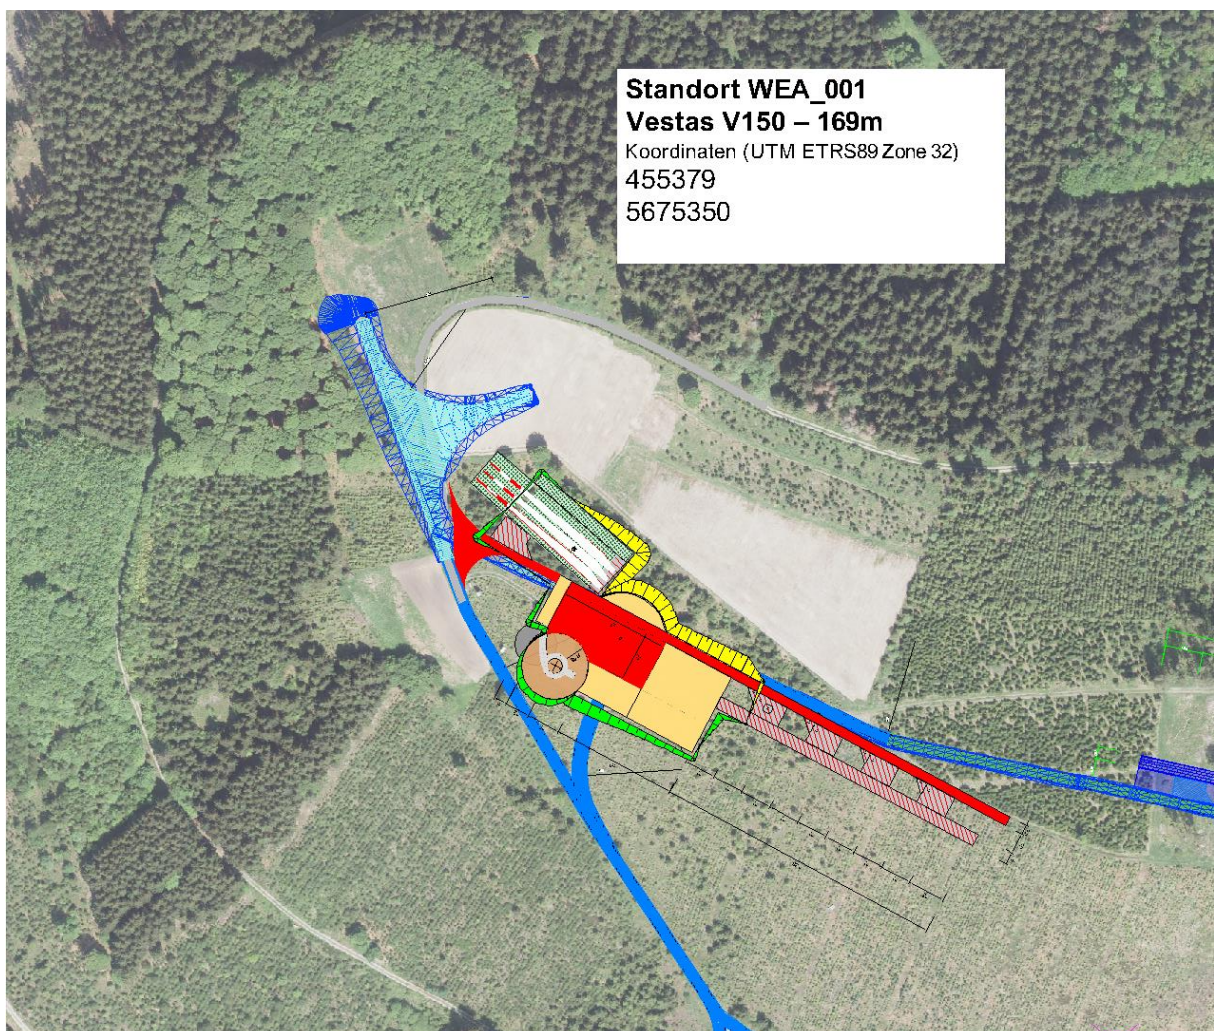 Standort WEA_001
Vestas V150 – 169m
Koordinaten (UTM ETRS89 Zone 32)
455379
5675350